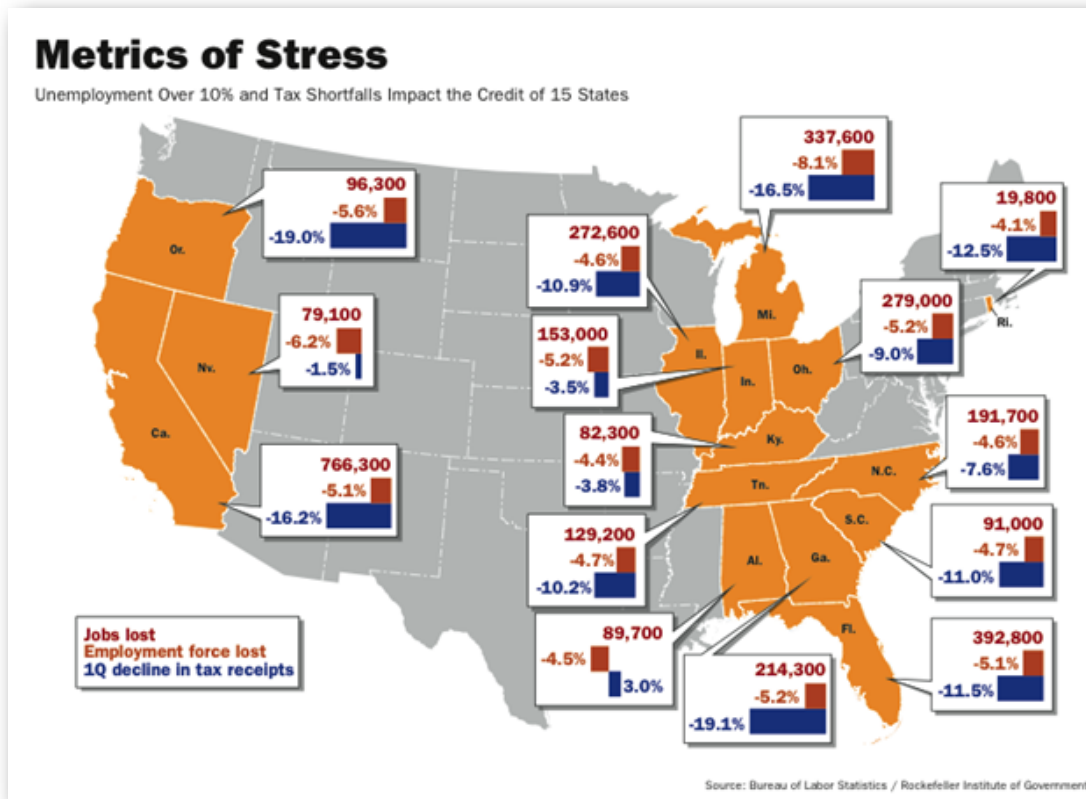 Metrics of Stress
Unemployment Over 10% and Tax Shortfalls Impact the Credit of 15 States
337,600
-8.1%
-16.5%
96,300
-5.6%
-19.0%
19,800
-4.1%
-12.5%
272,600
-4.6%
-10.9%
Or.
79,100
-6.2%
-1.5%
279,000
-5.2%
-9.0%
Mi.
Ri.
153,000
-5.2%
-3.5%
Il.
In.
Oh.
Nv.
Ca.
82,300
-4.4%
-3.8%
Ky.
191,700
-4.6%
-7.6%
766,300
-5.1%
-16.2%
Tn.
N.C.
S.C.
129,200
-4.7%
-10.2%
91,000
-4.7%
-11.0%
Al.
Ga.
Fl.
Jobs lost
Employment force lost
1Q decline in tax receipts
89,700
-4.5%
3.0%
392,800
-5.1%
-11.5%
214,300
-5.2%
-19.1%
Source: Bureau of Labor Statistics / Rockefeller Institute of Government